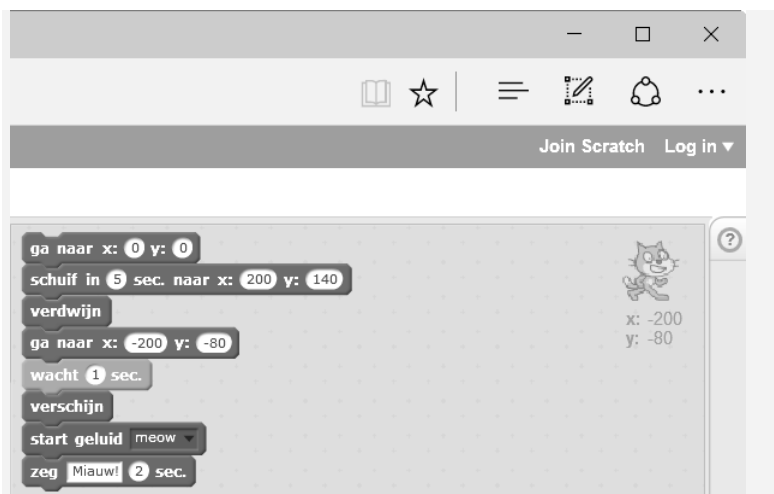 Join Scratch Log in ▾
ga naar x: 0 y: 0
schuif in 5 sec. naar x: 200 y: 140
verdwijn
ga naar x: -200 y: -80
wacht 1 sec.
verschijn
start geluid meow
zeg Miauw! 2 sec.
?
x: -200
y: -80